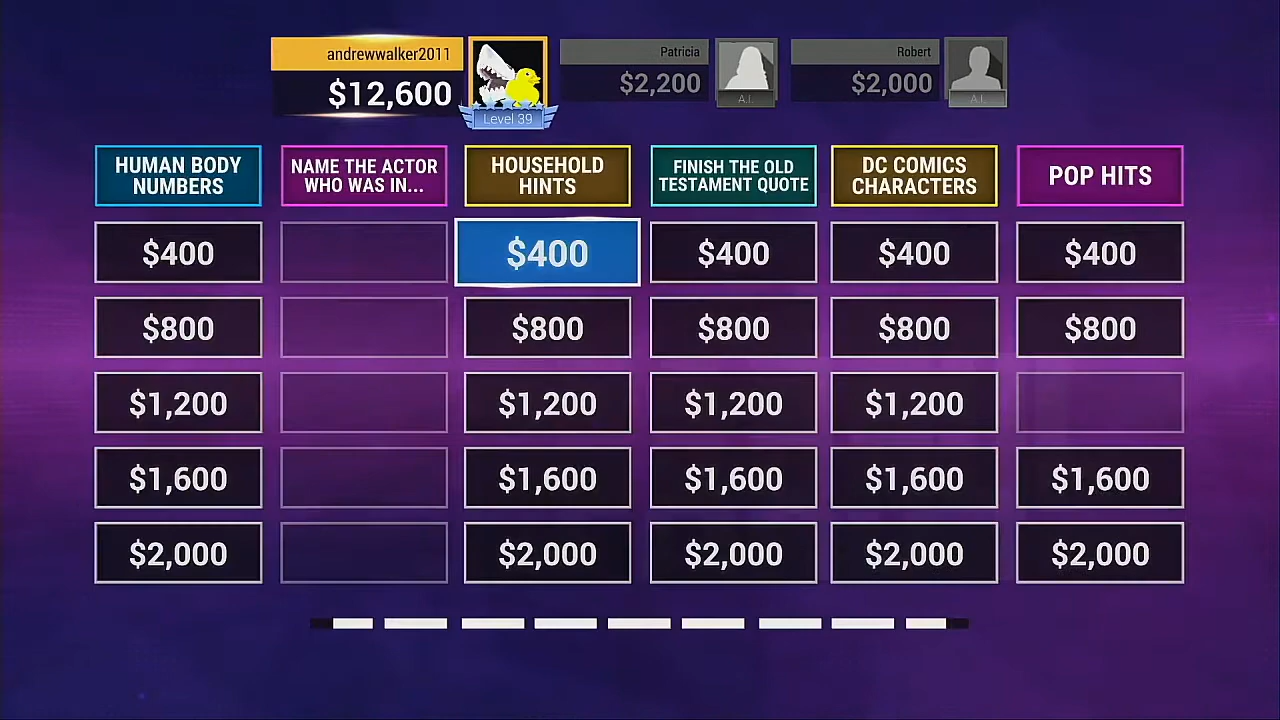 andrewwalker2011
$12,600
Level 39
Patricia
$2,200
A.I.
Robert
$2,000
A.I.
HUMAN BODY
NUMBERS
NAME THE ACTOR
WHO WAS IN...
HOUSEHOLD
HINTS
FINISH THE OLD
TESTAMENT QUOTE
DC COMICS
CHARACTERS
POP HITS
$400
$400
$400
$400
$400
$800
$800
$800
$800
$800
$1,200
$1,200
$1,200
$1,200
$1,600
$1,600
$1,600
$1,600
$1,600
$2,000
$2,000
$2,000
$2,000
$2,000